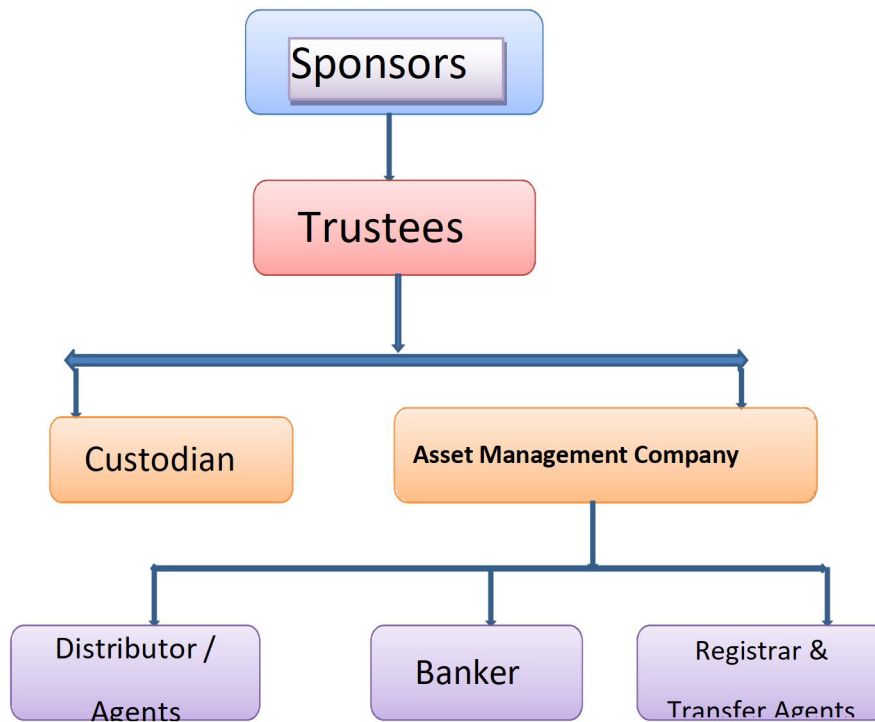 Sponsors
Trustees
Custodian
Asset Management Company
Distributor /
Agents
Banker
Registrar &
Transfer Agents